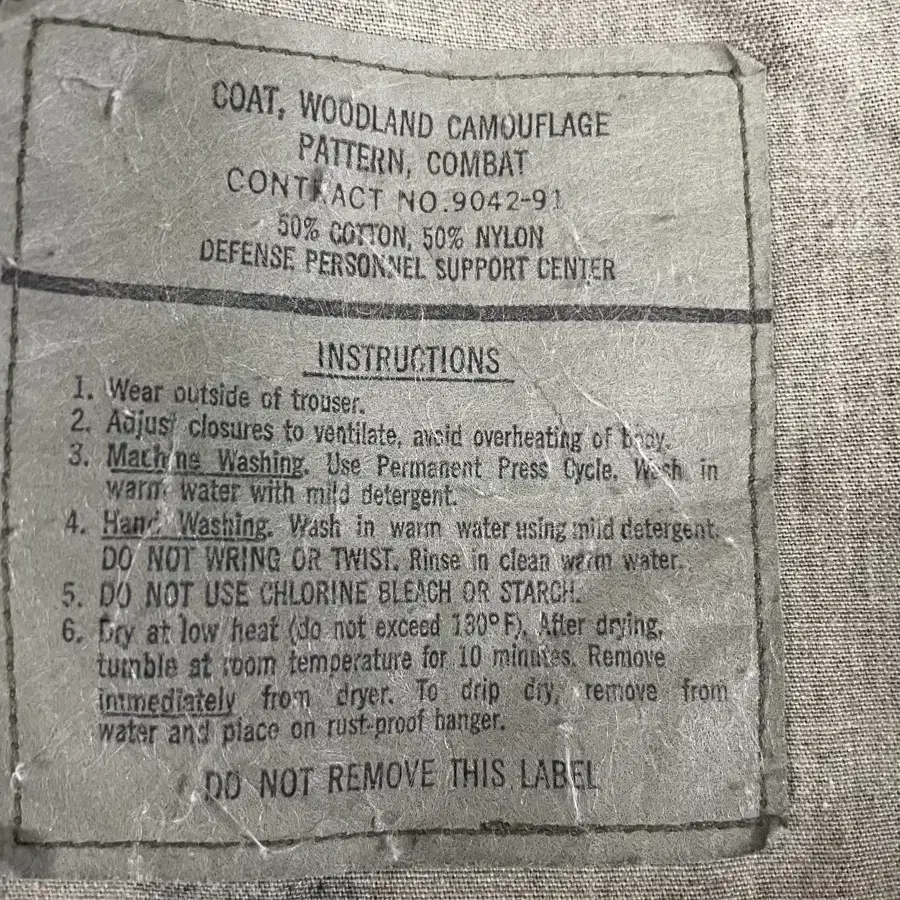 COAT, WOODLAND CAMOUFLAGE
PATTERN, COMBAT
CONTRACT NO.9042-91
50% COTTON, 50% NYLON
DEFENSE PERSONNEL SUPPORT CENTER
INSTRUCTIONS
1. Wear outside of trouser.
2. Adjust closures to ventilate, avoid overheating of body.
3. Machine Washing. Use Permanent Press Cycle. Wash in
warm water with mild detergent.
4. Hand Washing. Wash in warm water using mild detergent.
DO NOT WRING OR TWIST. Rinse in clean warm water.
5. DO NOT USE CHLORINE BLEACH OR STARCH.
6. Dry at low heat (do not exceed 130° F). After drying,
tumble at room temperature for 10 minutes. Remove
immediately from dryer. To drip dry, remove from
water and place on rust-proof hanger.
DO NOT REMOVE THIS LABEL